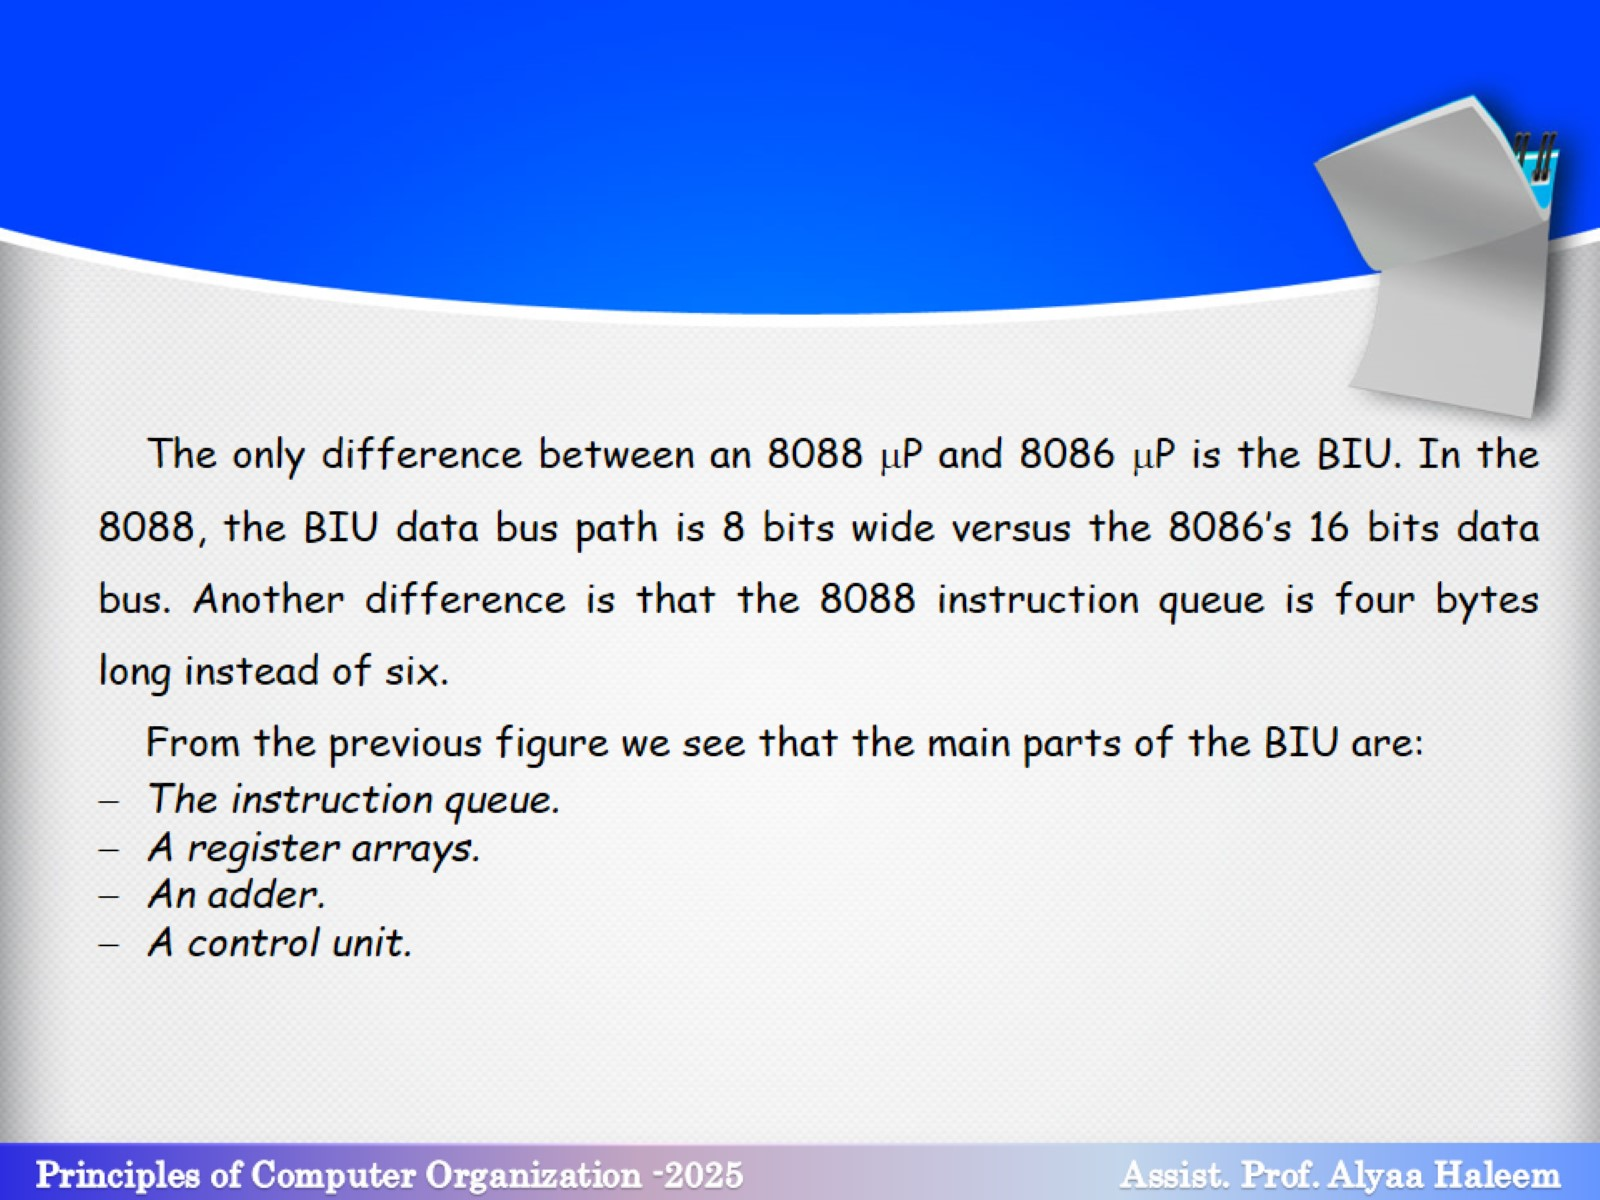 The only difference between an 8088 μP and 8086 μP is the BIU. In the
8088, the BIU data bus path is 8 bits wide versus the 8086's 16 bits data
bus. Another difference is that the 8088 instruction queue is four bytes
long instead of six.
From the previous figure we see that the main parts of the BIU are:
– The instruction queue.
– A register arrays.
– An adder.
– A control unit.
Principles of Computer Organization -2025
Assist. Prof. Alyaa Haleem